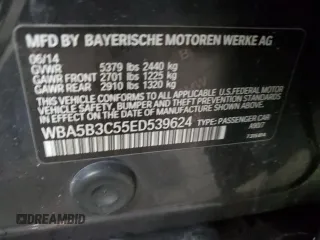 MFD BY BAYERISCHE MOTOREN WERKE AG
06/14
GVWR 5379 lbs 2440 kg
GAWR FRONT 2701 lbs 1225 kg
GAWR REAR 2910 lbs 1320 kg
THIS VEHICLE CONFORMS TO ALL APPLICABLE U.S. FEDERAL MOTOR VEHICLE SAFETY, BUMPER, AND THEFT PREVENTION STANDARDS IN EFFECT ON THE DATE OF MANUFACTURE SHOWN ABOVE.
WBA5B3C55ED539624 TYPE: PASSENGER CAR
© DREAMBID